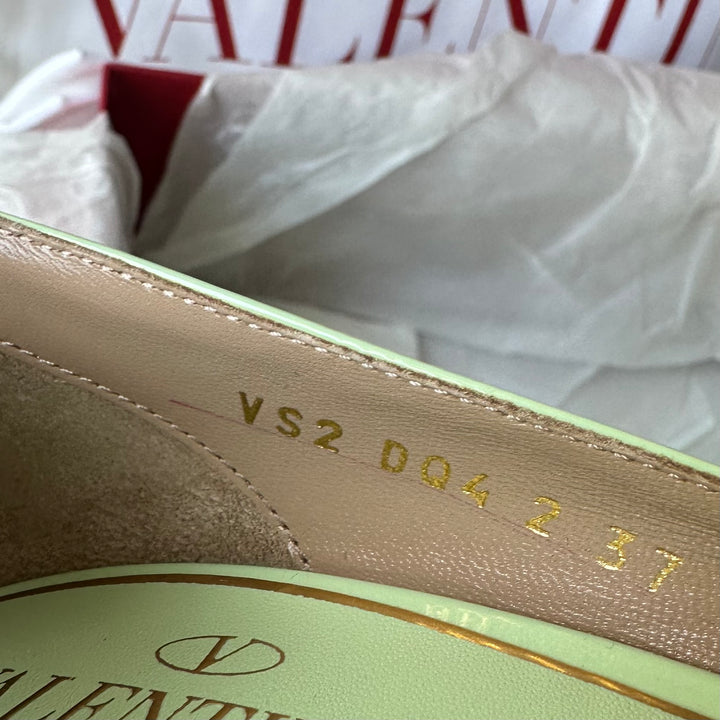 VALENTI
VS2 DQ4 2 37
V
VALENTI